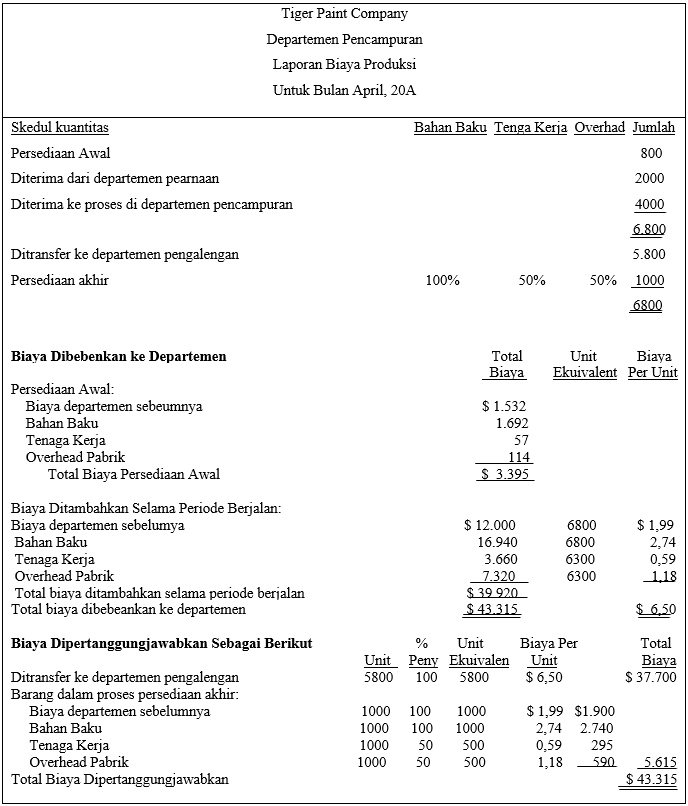 Tiger Paint Company
Departemen Pencampuran
Laporan Biaya Produksi
Untuk Bulan April, 20A
Skedul kuantitas Bahan Baku Tenga Kerja Overhad Jumlah
Persediaan Awal 800
Diterima dari departemen pearnaan 2000
Diterima ke proses di departemen pencampuran 4000
6.800
Ditransfer ke departemen pengalengan 5.800
Persediaan akhir 100% 50% 50% 1000
6800
Biaya Dibebenkan ke Departemen Total Unit Biaya
Biaya Ekuivalent Per Unit
Persediaan Awal:
Biaya departemen sebeumnya $ 1.532
Bahan Baku 1.692
Tenaga Kerja 57
Overhead Pabrik 114
Total Biaya Persediaan Awal $ 3.395
Biaya Ditambahkan Selama Periode Berjalan:
Biaya departemen sebelumya $ 12.000 6800 $ 1,99
Bahan Baku 16.940 6800 2,74
Tenaga Kerja 3.660 6300 0,59
Overhead Pabrik 7.320 6300 1,18
Total biaya ditambahkan selama periode berjalan $ 39.920
Total biaya dibebeankan ke departemen $ 43.315 $ 6,50
Biaya Dipertanggungjawabkan Sebagai Berikut % Unit Biaya Per Total
Unit Peny Ekuivalen Unit Biaya
Ditransfer ke departemen pengalengan 5800 100 5800 $ 6,50 $ 37.700
Barang dalam proses persediaan akhir:
Biaya departemen sebelumnya 1000 100 1000 $ 1,99 $1.900
Bahan Baku 1000 100 1000 2,74 2.740
Tenaga Kerja 1000 50 500 0,59 295
Overhead Pabrik 1000 50 500 1,18 590 5.615
Total Biaya Dipertanggungjawabkan $ 43.315